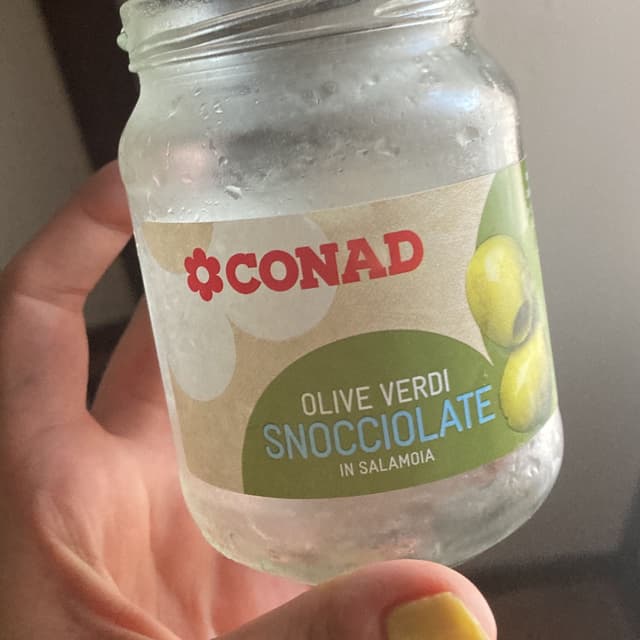 CONAD
OLIVE VERDI
SNOCCIOLATE
IN SALAMOIA